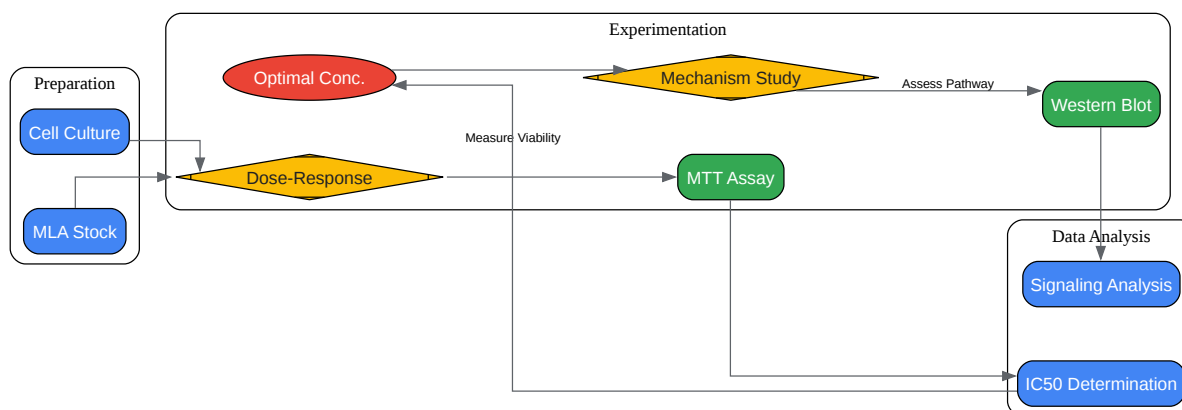 Experimentation
Preparation
Optimal Conc.
Mechanism Study
Assess Pathway
Western Blot
Cell Culture
Measure Viability
Dose-Response
MTT Assay
MLA Stock
Data Analysis
Signaling Analysis
IC50 Determination